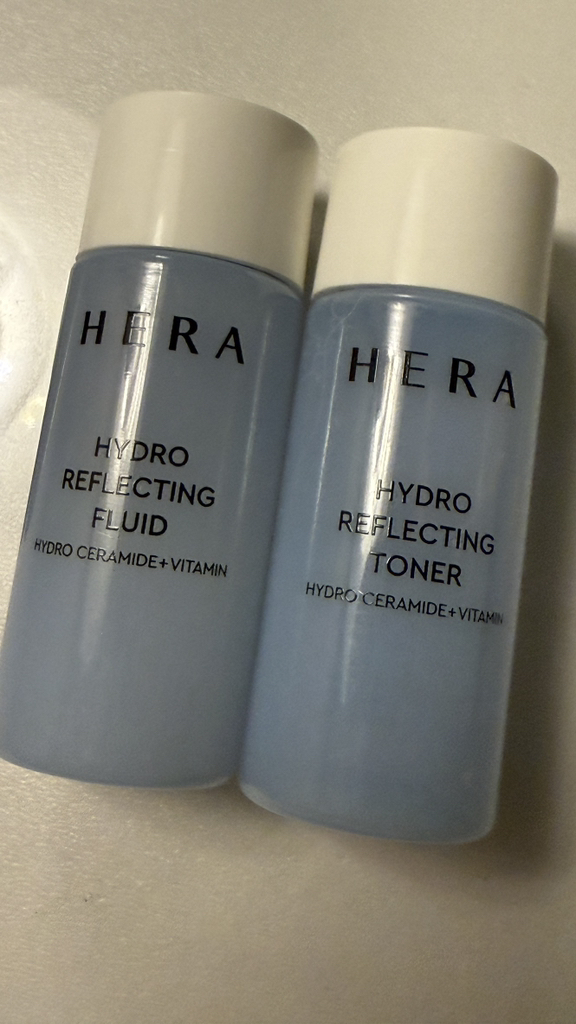 HERA
HYDRO
REFLECTING
FLUID
HYDRO CERAMIDE+VITAMIN
HERA
HYDRO
REFLECTING
TONER
HYDRO CERAMIDE+VITAMIN